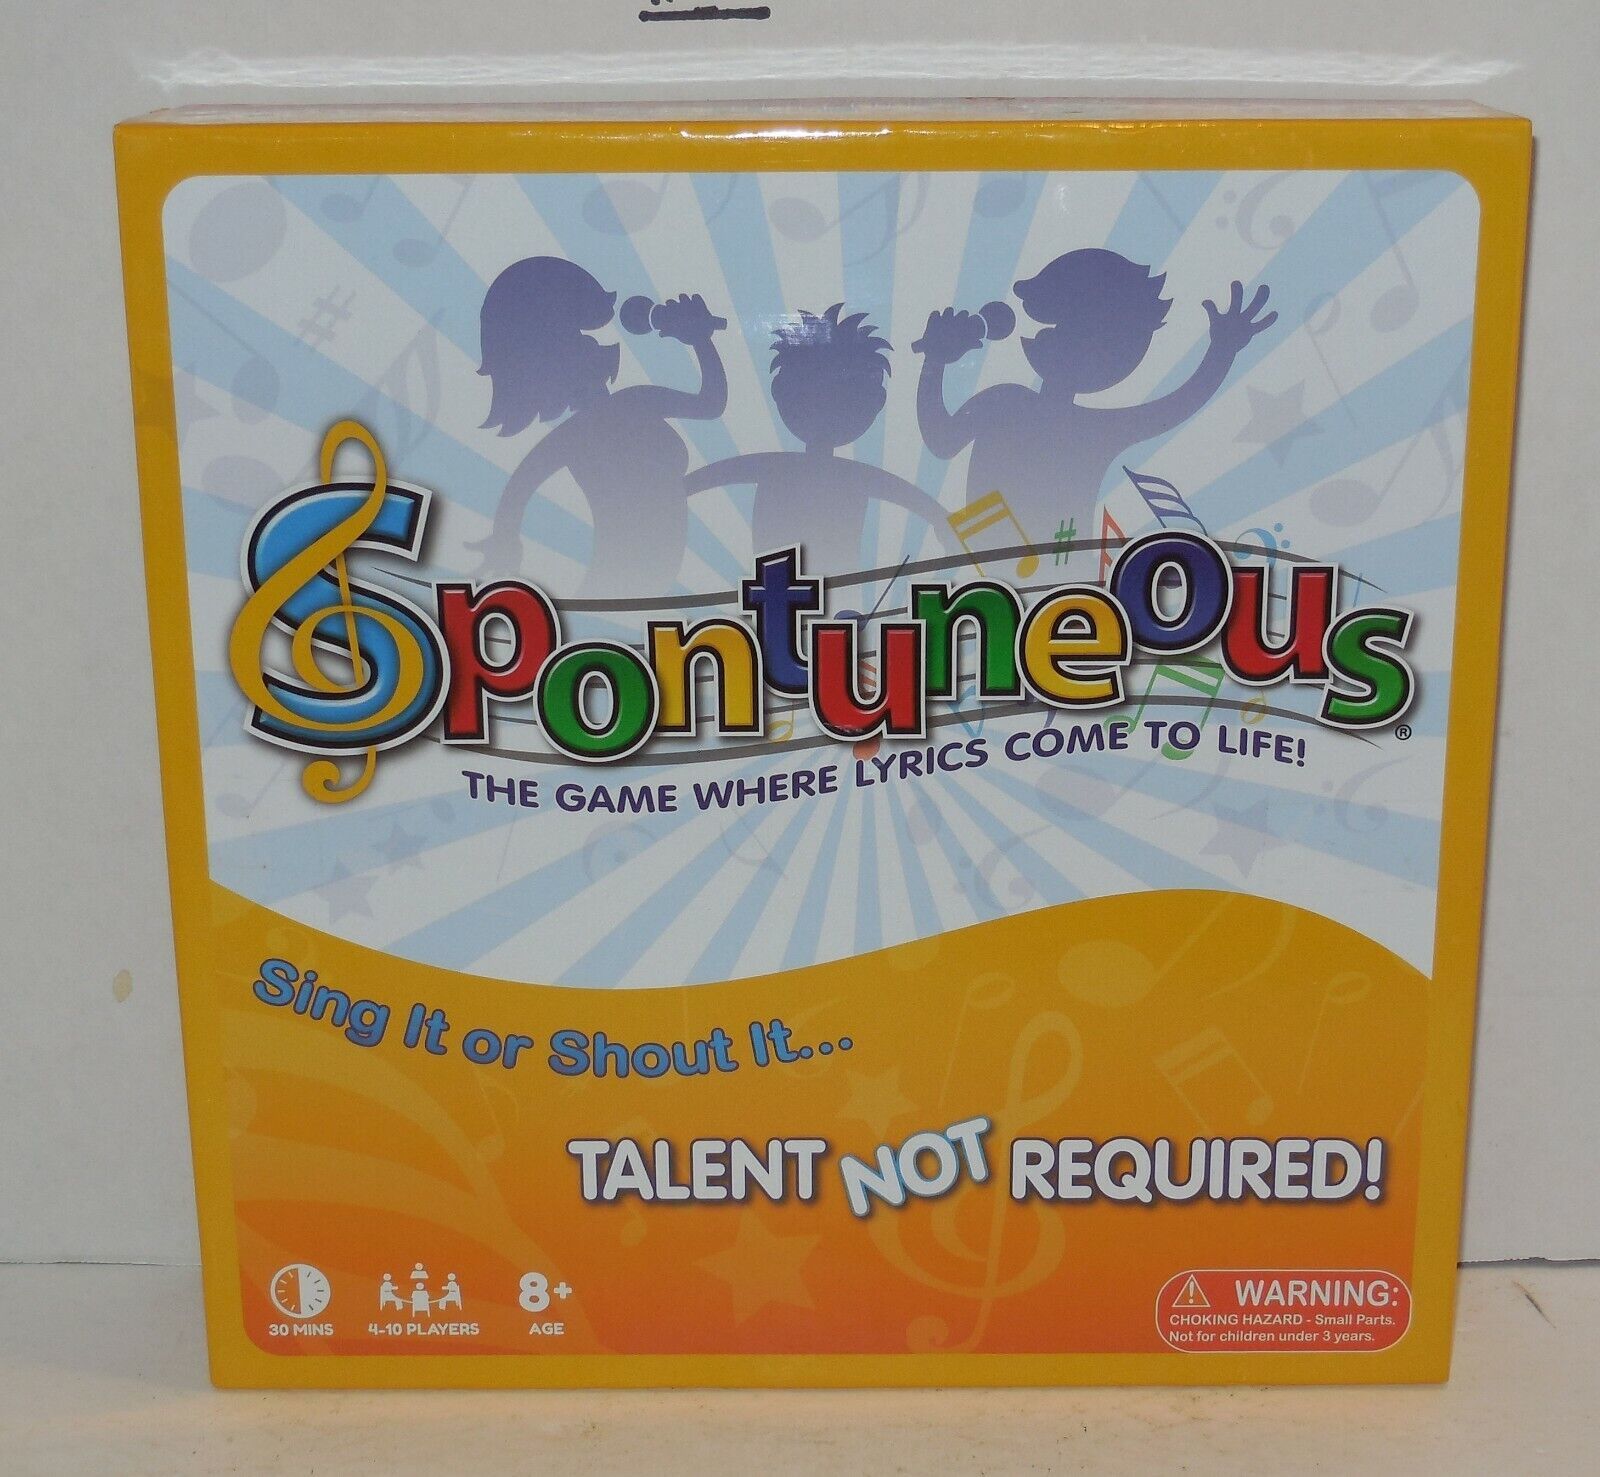 Spontuneous®
THE GAME WHERE LYRICS COME TO LIFE!
Sing It or Shout It...
TALENT NOT REQUIRED!
30 MINS
4-10 PLAYERS
8+
AGE
WARNING:
CHOKING HAZARD - Small Parts.
Not for children under 3 years.